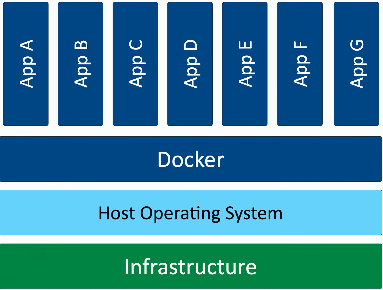 App A
App B
App C
App D
App E
App F
App G
Docker
Host Operating System
Infrastructure